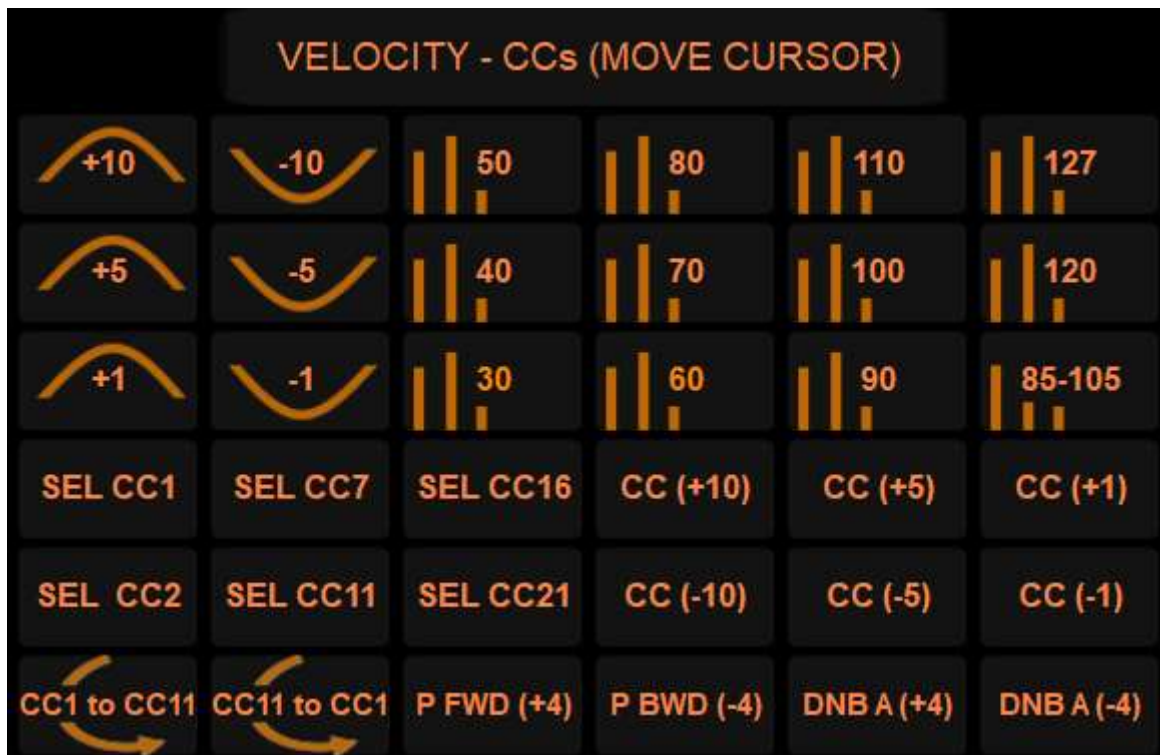 VELOCITY - CCs (MOVE CURSOR)
+10 -10 50 80 110 127
+5 -5 40 70 100 120
+1 -1 30 60 90 85-105
SEL CC1 SEL CC7 SEL CC16 CC (+10) CC (+5) CC (+1)
SEL CC2 SEL CC11 SEL CC21 CC (-10) CC (-5) CC (-1)
CC1 to CC11 CC11 to CC1 P FWD (+4) P BWD (-4) DNB A (+4) DNB A (-4)